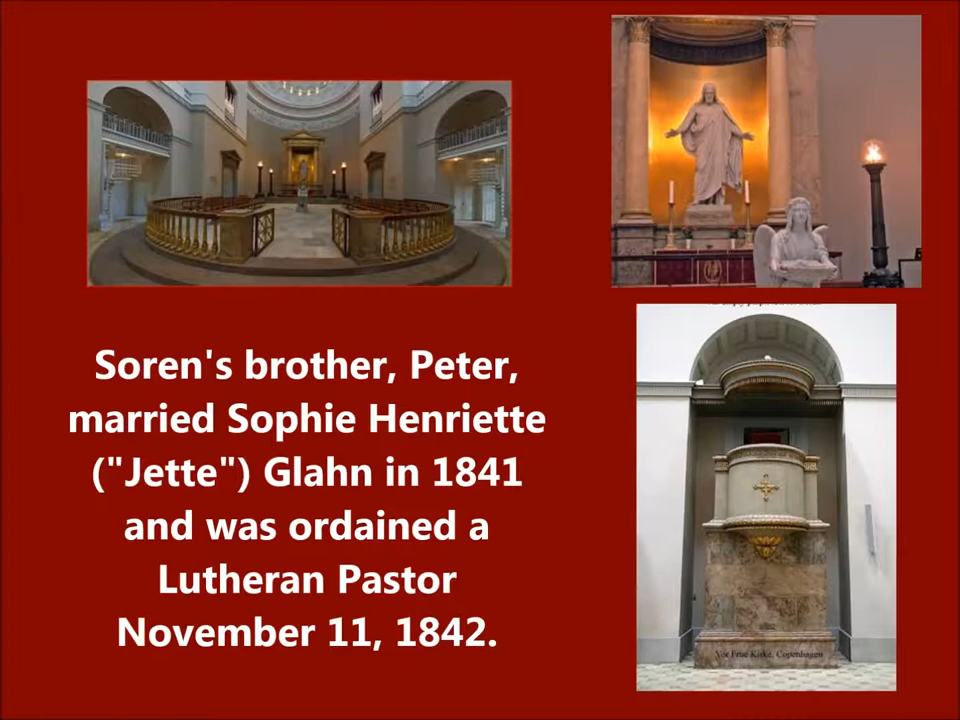 Soren's brother, Peter,
married Sophie Henriette
("Jette") Glahn in 1841
and was ordained a
Lutheran Pastor
November 11, 1842.
Vor Frue Kirke, Copenhagen